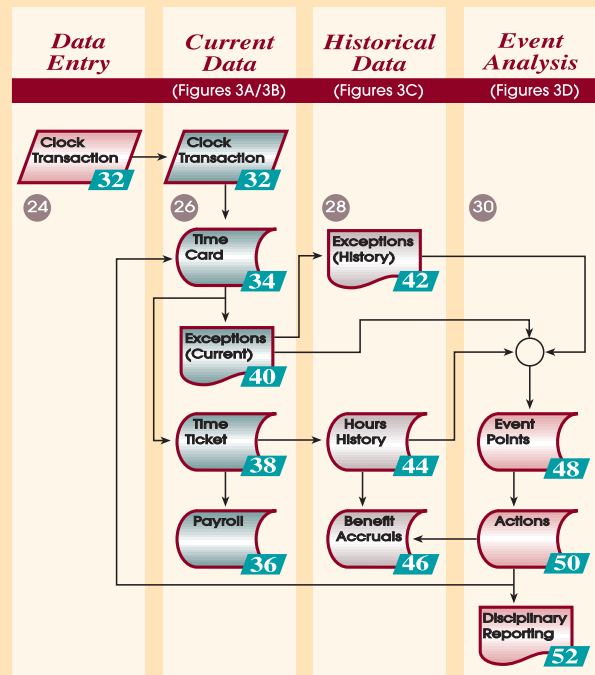 Data
Entry
Current
Data
Historical
Data
Event
Analysis
(Figures 3A/3B)
(Figures 3C)
(Figures 3D)
Clock
Transaction
32
Clock
Transaction
32
24
26
28
30
Time
Card
34
Exceptions
(History)
42
Exceptions
(Current)
40
Time
Ticket
38
Hours
History
44
Event
Points
48
Payroll
36
Benefit
Accruals
46
Actions
50
Disciplinary
Reporting
52